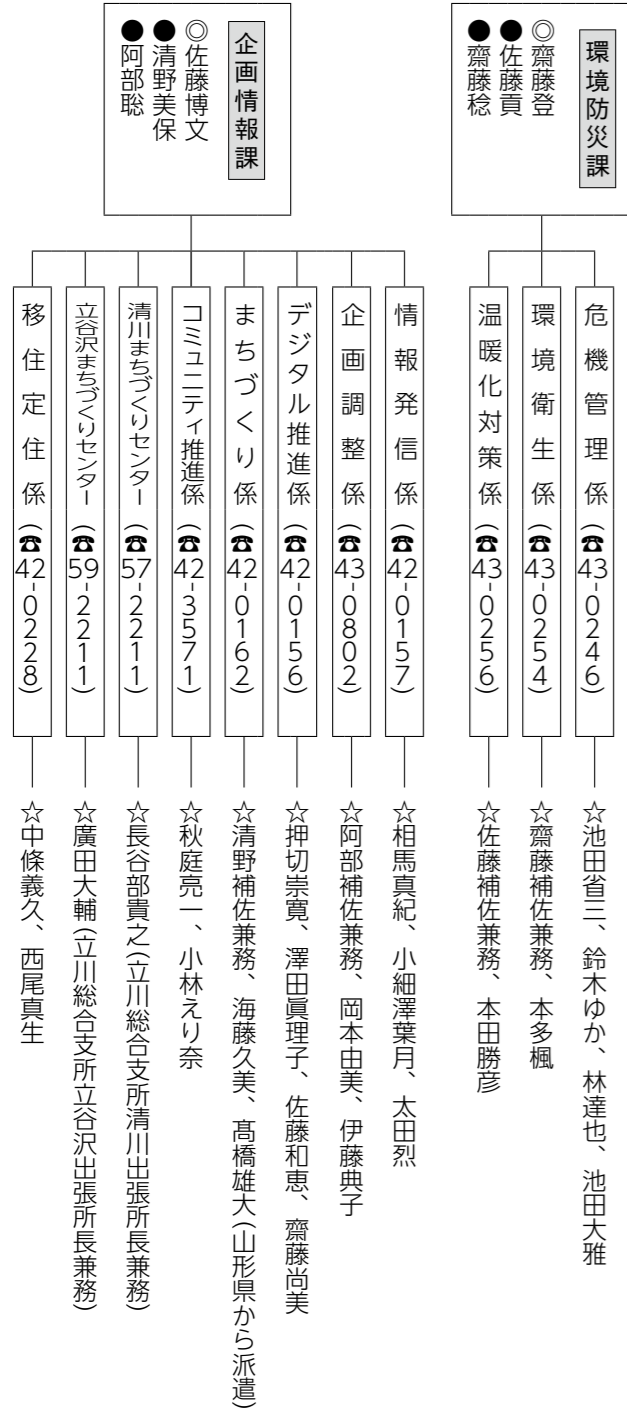 環境防災課
◎齋藤登
●佐藤貢
●齋藤稔
危機管理係(☎43-0246)
☆池田省三、鈴木ゆか、林達也、池田大雅
環境衛生係(☎43-0254)
☆齋藤補佐兼務、本多楓
温暖化対策係(☎43-0256)
☆佐藤補佐兼務、本田勝彦
企画情報課
◎佐藤博文
●清野美保
●阿部聡
情報発信係(☎42-0157)
☆相馬真紀、小細澤葉月、太田烈
企画調整係(☎43-0802)
☆阿部補佐兼務、岡本由美、伊藤典子
デジタル推進係(☎42-0156)
☆押切崇寛、澤田眞理子、佐藤和恵、齋藤尚美
まちづくり係(☎42-0162)
☆清野補佐兼務、海藤久美、髙橋雄大(山形県から派遣)
コミュニティ推進係(☎42-3571)
☆秋庭亮一、小林えり奈
清川まちづくりセンター(☎57-2211)
☆長谷部貴之(立川総合支所清川出張所長兼務)
立谷沢まちづくりセンター(☎59-2211)
☆廣田大輔(立川総合支所立谷沢出張所長兼務)
移住定住係(☎42-0228)
☆中條義久、西尾真生